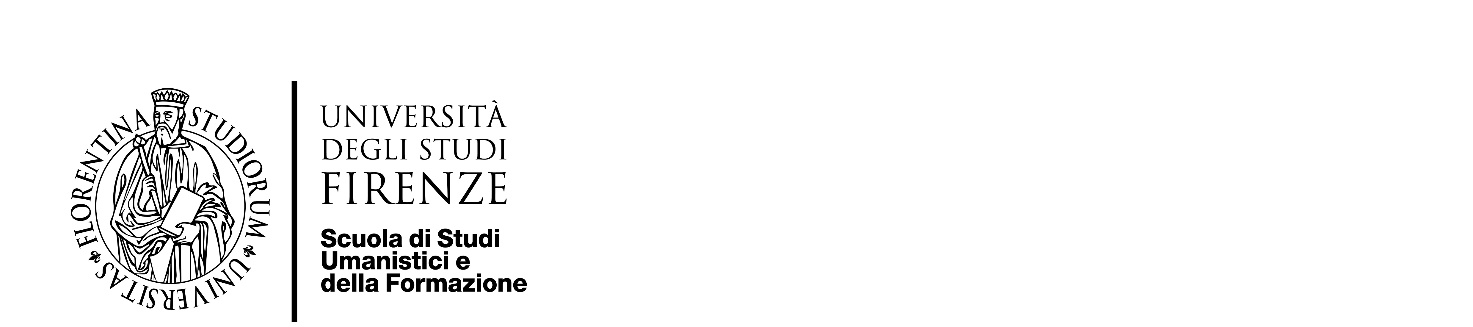 FLORENTINA STUDIORUM UNIVERSITAS
UNIVERSITÀ
DEGLI STUDI
FIRENZE
Scuola di Studi
Umanistici e
della Formazione